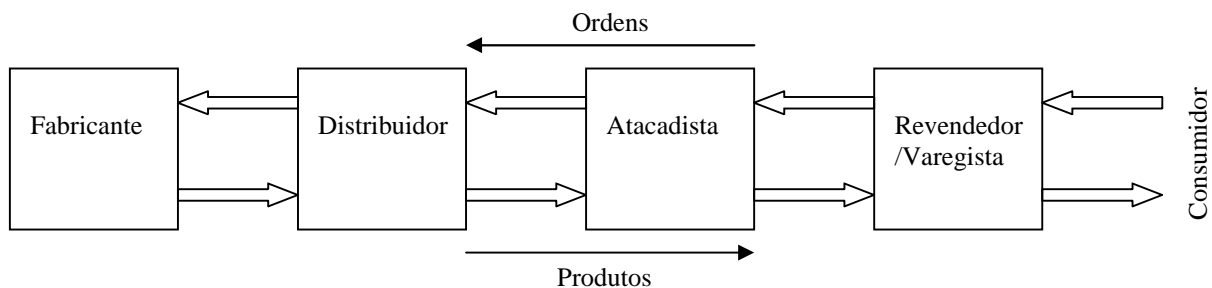 Ordens
Fabricante
Distribuidor
Atacadista
Revendedor
/Varegista
Consumidor
Produtos